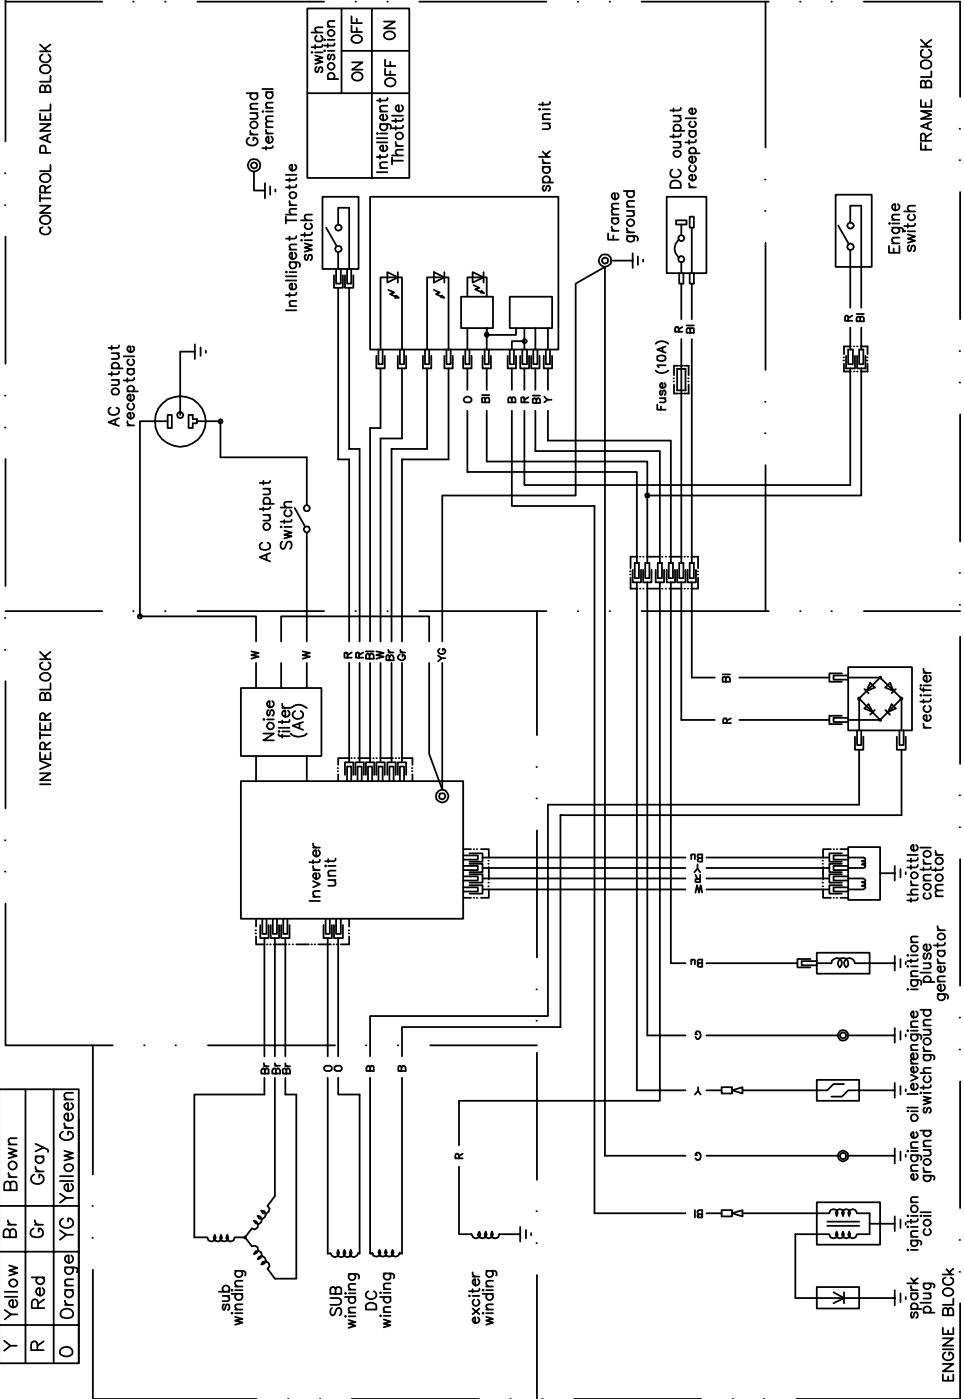 CONTROL PANEL BLOCK
switch
position
ON
OFF
Intelligent
Throttle
OFF
ON
Ground
terminal
Intelligent Throttle
switch
spark unit
AC output
receptacle
AC output
Switch
Frame
ground
DC output
receptacle
Fuse (10A)
R
Bl
FRAME BLOCK
Engine
switch
R
Bl
O
Bl
B
R
Bl
Y
INVERTER BLOCK
W
W
R
R
Bl
W
Br
Gr
YG
Noise
filter
(AC)
Inverter
unit
Bl
R
rectifier
Bu
Y
R
W
throttle
control
motor
Bu
ignition
pluse
generator
G
engine
ground
Y
oil lever
switch
G
engine
ground
Bl
ignition
coil
spark
plug
ENGINE BLOCK
Br
Br
Br
O
O
B
B
R
sub
winding
SUB
winding
DC
winding
exciter
winding
Y Yellow Br Brown
R Red Gr Gray
O Orange YG Yellow Green